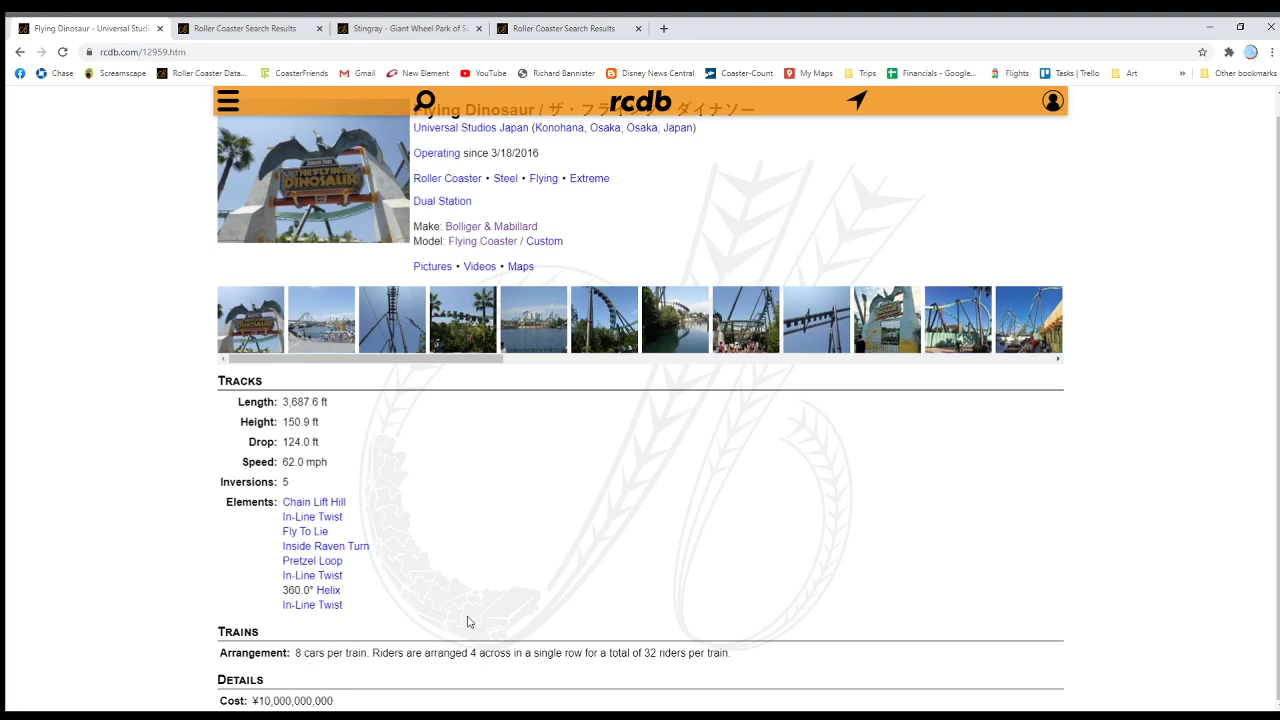 Flying Dinosaur - Universal Studi
Roller Coaster Search Results
Stingray - Giant Wheel Park of Su
Roller Coaster Search Results
rcdb.com/12959.htm
Chase
Screamscape
Roller Coaster Data...
CoasterFriends
Gmail
New Element
YouTube
Richard Bannister
Disney News Central
Coaster-Count
My Maps
Trips
Financials - Google...
Flights
Tasks | Trello
Art
»
Other bookmarks
rcdb
Flying Dinosaur / ザ・フライング・ダイナソー
Universal Studios Japan (Konohana, Osaka, Osaka, Japan)
Operating since 3/18/2016
Roller Coaster • Steel • Flying • Extreme
Dual Station
Make: Bolliger & Mabillard
Model: Flying Coaster / Custom
Pictures • Videos • Maps
THE FLYING
DINOSAUR
TRACKS
Length: 3,687.6 ft
Height: 150.9 ft
Drop: 124.0 ft
Speed: 62.0 mph
Inversions: 5
Elements: Chain Lift Hill
In-Line Twist
Fly To Lie
Inside Raven Turn
Pretzel Loop
In-Line Twist
360.0° Helix
In-Line Twist
TRAINS
Arrangement: 8 cars per train. Riders are arranged 4 across in a single row for a total of 32 riders per train.
DETAILS
Cost: ¥10,000,000,000